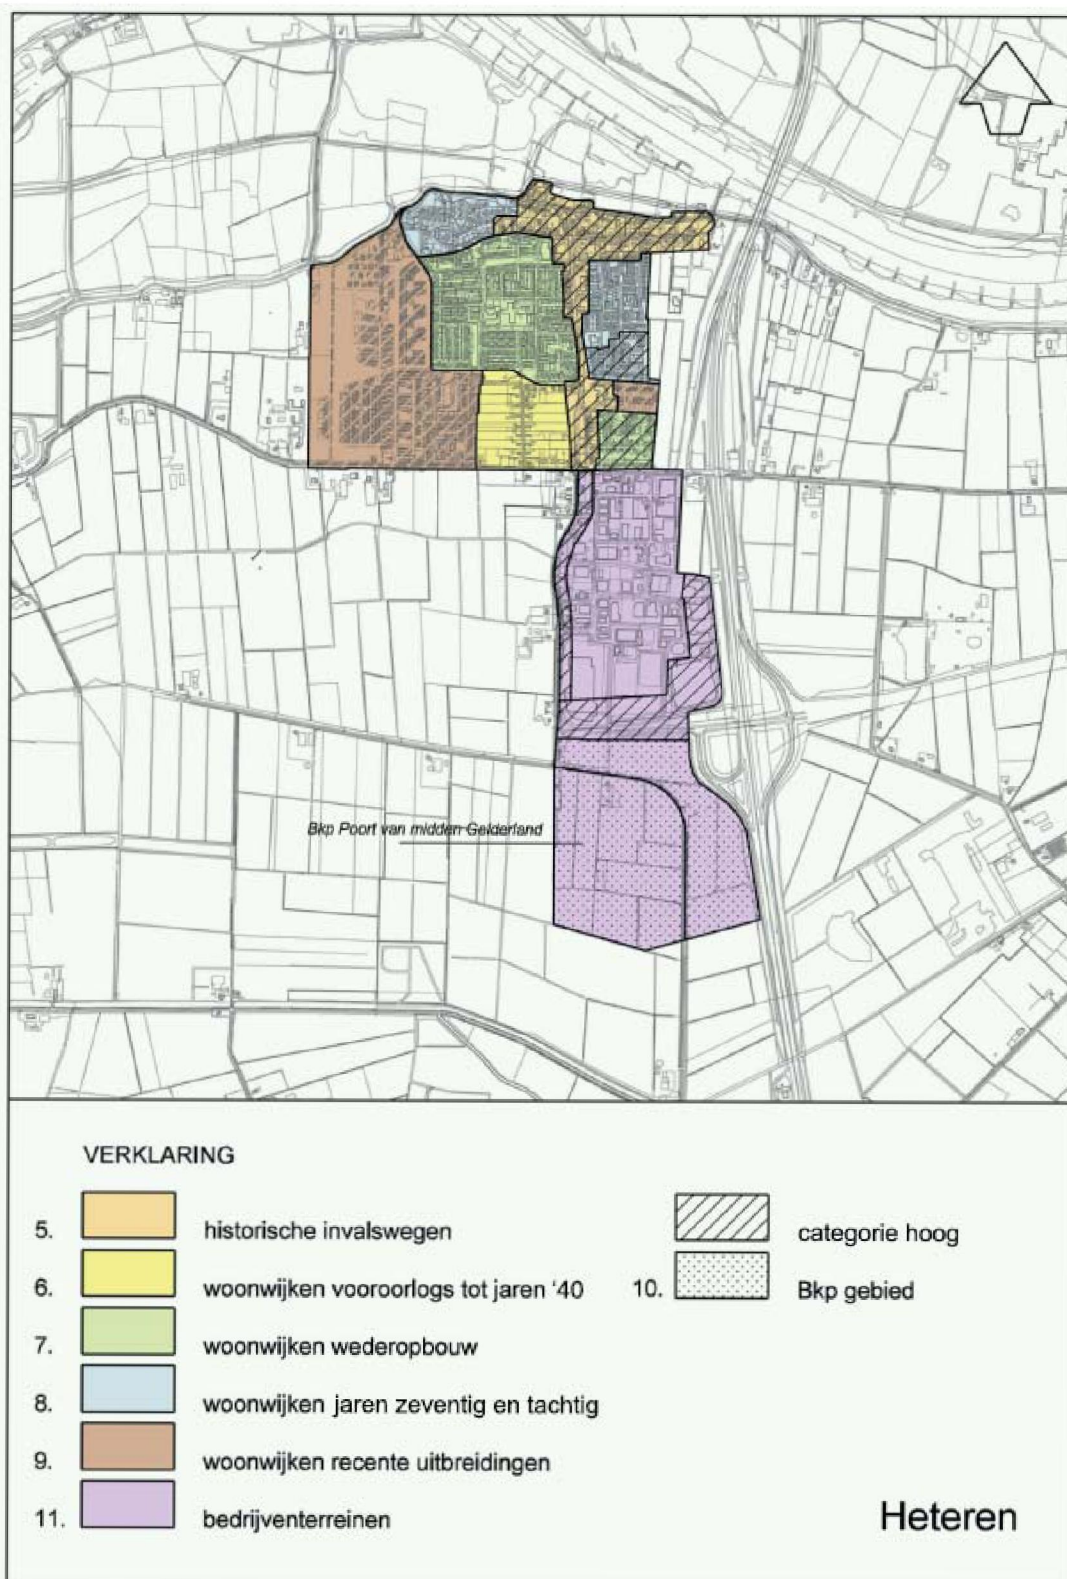 Bkp Poort van midden Gelderland
VERKLARING
5. historische invalswegen
6. woonwijken vooroorlogs tot jaren '40
7. woonwijken wederopbouw
8. woonwijken jaren zeventig en tachtig
9. woonwijken recente uitbreidingen
11. bedrijventerreinen
categorie hoog
10. Bkp gebied
Heteren